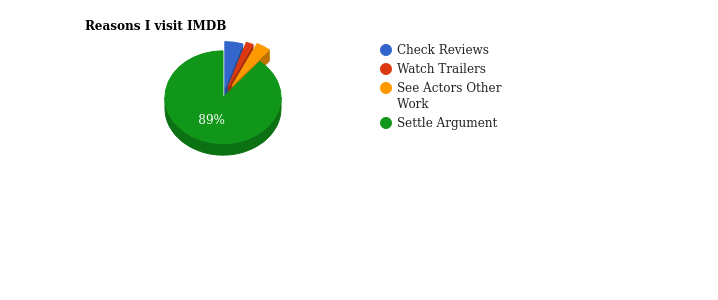 Reasons I visit IMDB
Check Reviews
Watch Trailers
See Actors Other
Work
Settle Argument
89%